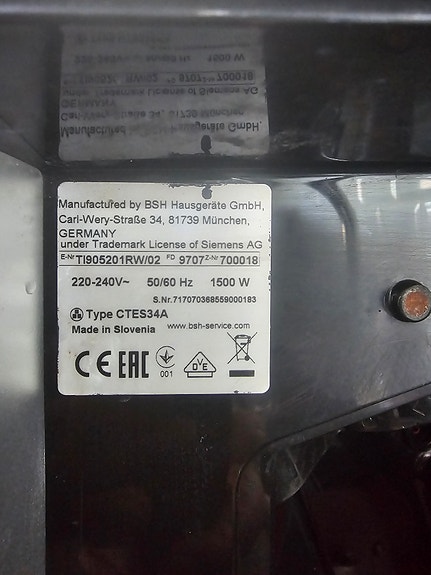 Manufactured by BSH Hausgeräte GmbH,
Carl-Wery-Straße 34, 81739 München,
GERMANY
under Trademark License of Siemens AG
E-Nr TI905201RW/02 FD 9707 Z-Nr 700018
220-240V~ 50/60 Hz 1500 W
S.Nr.717070368559000183
Type CTES34A
Made in Slovenia www.bsh-service.com
CE EAC 001 DVE